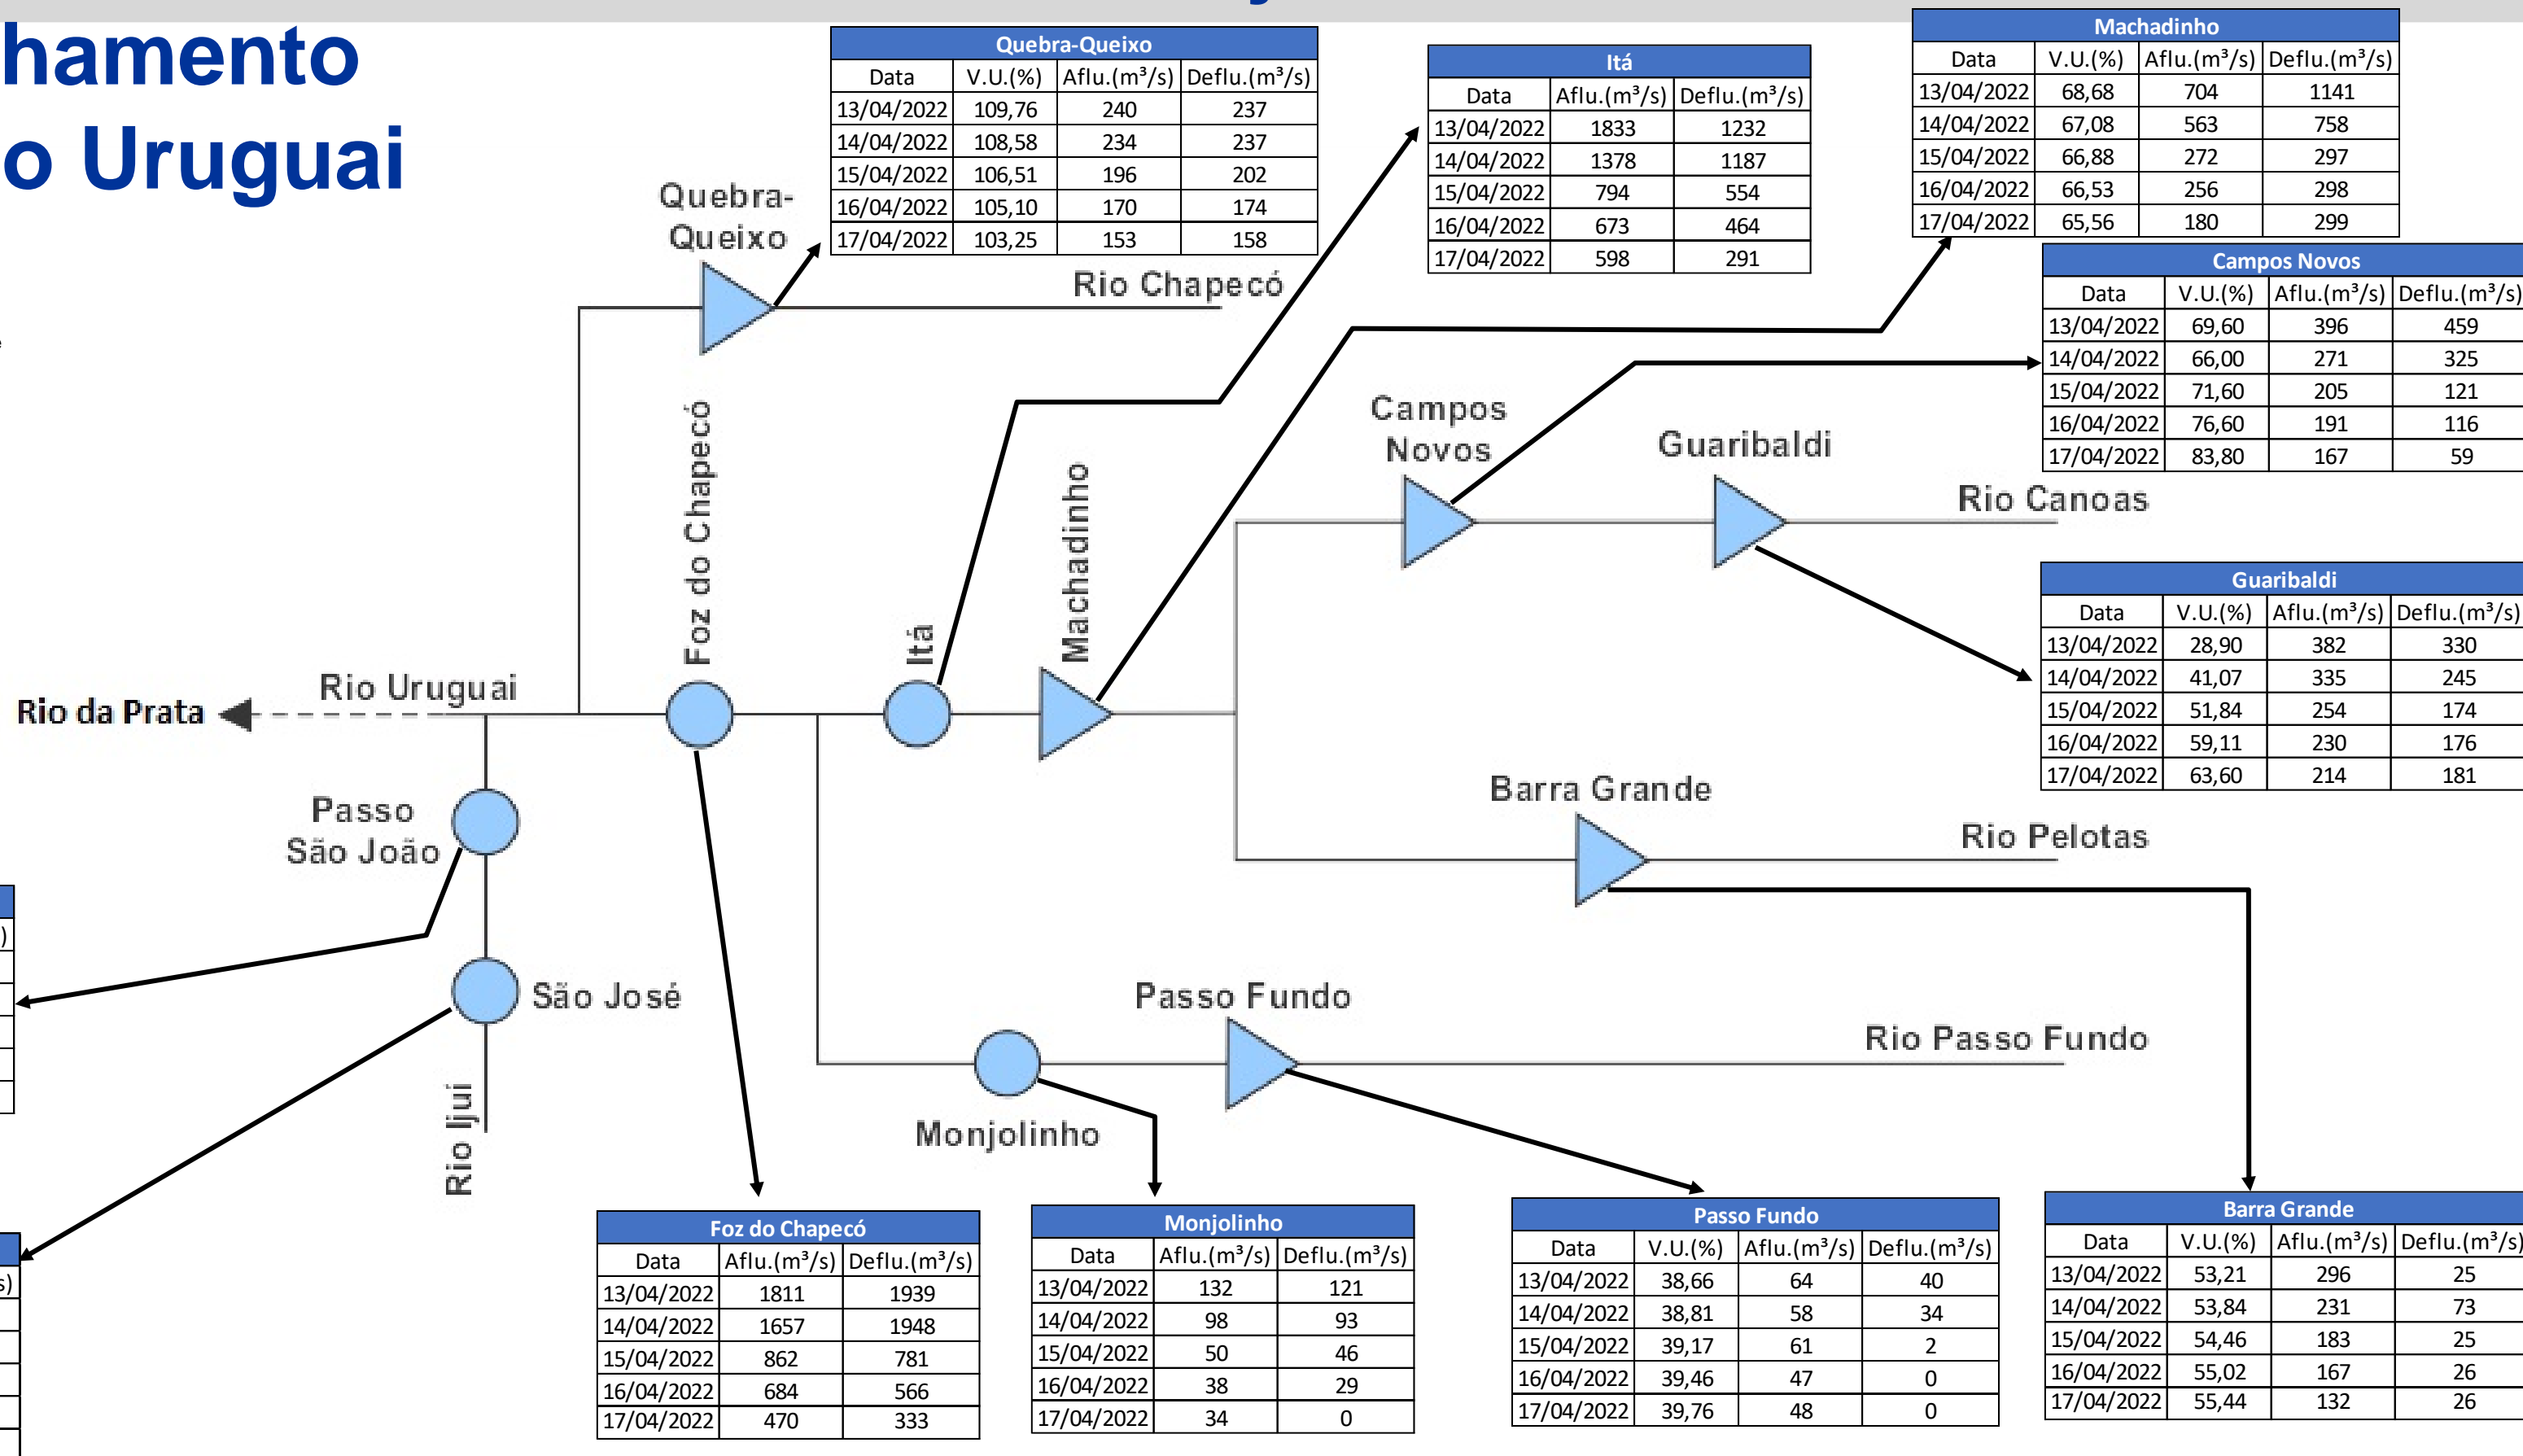 hamento
o Uruguai
Quebra-Queixo
Data V.U.(%) Aflu.(m³/s) Deflu.(m³/s)
13/04/2022 109,76 240 237
14/04/2022 108,58 234 237
15/04/2022 106,51 196 202
16/04/2022 105,10 170 174
17/04/2022 103,25 153 158
Itá
Data Aflu.(m³/s) Deflu.(m³/s)
13/04/2022 1833 1232
14/04/2022 1378 1187
15/04/2022 794 554
16/04/2022 673 464
17/04/2022 598 291
Machadinho
Data V.U.(%) Aflu.(m³/s) Deflu.(m³/s)
13/04/2022 68,68 704 1141
14/04/2022 67,08 563 758
15/04/2022 66,88 272 297
16/04/2022 66,53 256 298
17/04/2022 65,56 180 299
Campos Novos
Data V.U.(%) Aflu.(m³/s) Deflu.(m³/s)
13/04/2022 69,60 396 459
14/04/2022 66,00 271 325
15/04/2022 71,60 205 121
16/04/2022 76,60 191 116
17/04/2022 83,80 167 59
Quebra-
Queixo
Rio Chapecó
Foz do Chapecó
Itá
Machadinho
Campos
Novos
Guaribaldi
Rio Canoas
Guaribaldi
Data V.U.(%) Aflu.(m³/s) Deflu.(m³/s)
13/04/2022 28,90 382 330
14/04/2022 41,07 335 245
15/04/2022 51,84 254 174
16/04/2022 59,11 230 176
17/04/2022 63,60 214 181
Rio da Prata
Rio Uruguai
Passo
São João
Barra Grande
Rio Pelotas
São José
Rio Ijuí
Passo Fundo
Rio Passo Fundo
Monjolinho
Foz do Chapecó
Data Aflu.(m³/s) Deflu.(m³/s)
13/04/2022 1811 1939
14/04/2022 1657 1948
15/04/2022 862 781
16/04/2022 684 566
17/04/2022 470 333
Monjolinho
Data Aflu.(m³/s) Deflu.(m³/s)
13/04/2022 132 121
14/04/2022 98 93
15/04/2022 50 46
16/04/2022 38 29
17/04/2022 34 0
Passo Fundo
Data V.U.(%) Aflu.(m³/s) Deflu.(m³/s)
13/04/2022 38,66 64 40
14/04/2022 38,81 58 34
15/04/2022 39,17 61 2
16/04/2022 39,46 47 0
17/04/2022 39,76 48 0
Barra Grande
Data V.U.(%) Aflu.(m³/s) Deflu.(m³/s)
13/04/2022 53,21 296 25
14/04/2022 53,84 231 73
15/04/2022 54,46 183 25
16/04/2022 55,02 167 26
17/04/2022 55,44 132 26